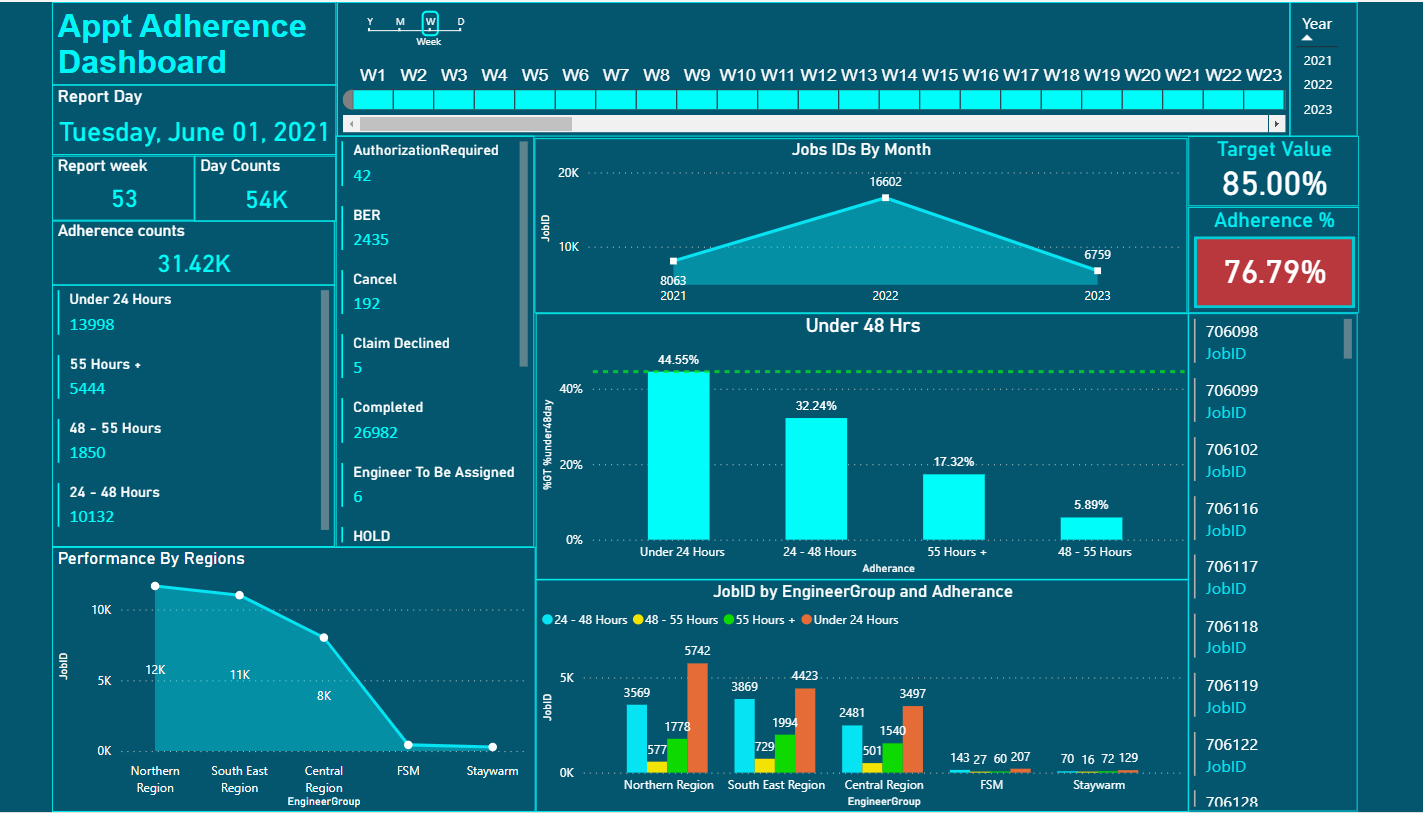 Appt Adherence
Dashboard
Y M W D
Week
W1 W2 W3 W4 W5 W6 W7 W8 W9 W10 W11 W12 W13 W14 W15 W16 W17 W18 W19 W20 W21 W22 W23
Year
2021
2022
2023
Report Day
Tuesday, June 01, 2021
Report week
53
Day Counts
54K
Adherence counts
31.42K
Under 24 Hours
13998
55 Hours +
5444
48 - 55 Hours
1850
24 - 48 Hours
10132
AuthorizationRequired
42
BER
2435
Cancel
192
Claim Declined
5
Completed
26982
Engineer To Be Assigned
6
HOLD
Jobs IDs By Month
JobID
20K
10K
8063
16602
6759
2021 2022 2023
Target Value
85.00%
Adherence %
76.79%
Under 48 Hrs
%GT %under48day
40%
20%
0%
44.55%
32.24%
17.32%
5.89%
Under 24 Hours 24 - 48 Hours 55 Hours + 48 - 55 Hours
Adherance
706098
JobID
706099
JobID
706102
JobID
706116
JobID
706117
JobID
706118
JobID
706119
JobID
706122
JobID
706128
Performance By Regions
JobID
10K
5K
0K
12K
11K
8K
Northern
Region
South East
Region
Central
Region
FSM
Staywarm
EngineerGroup
JobID by EngineerGroup and Adherance
24 - 48 Hours 48 - 55 Hours 55 Hours + Under 24 Hours
JobID
5K
0K
3569 577 1778 5742
3869 729 1994 4423
2481 501 1540 3497
143 27 60 207
70 16 72 129
Northern Region South East Region Central Region FSM Staywarm
EngineerGroup